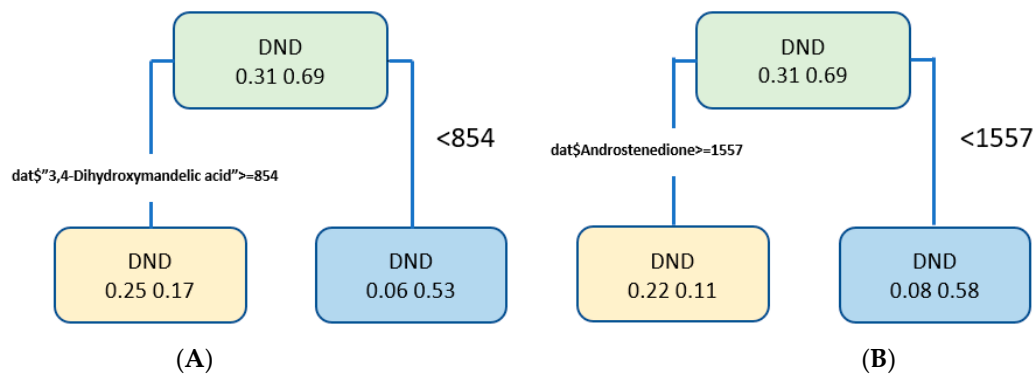 DND
0.31 0.69
<854
dat$"3,4-Dihydroxymandelic acid">=854
DND
0.25 0.17
DND
0.06 0.53
(A)
DND
0.31 0.69
<1557
dat$Androstenedione>=1557
DND
0.22 0.11
DND
0.08 0.58
(B)